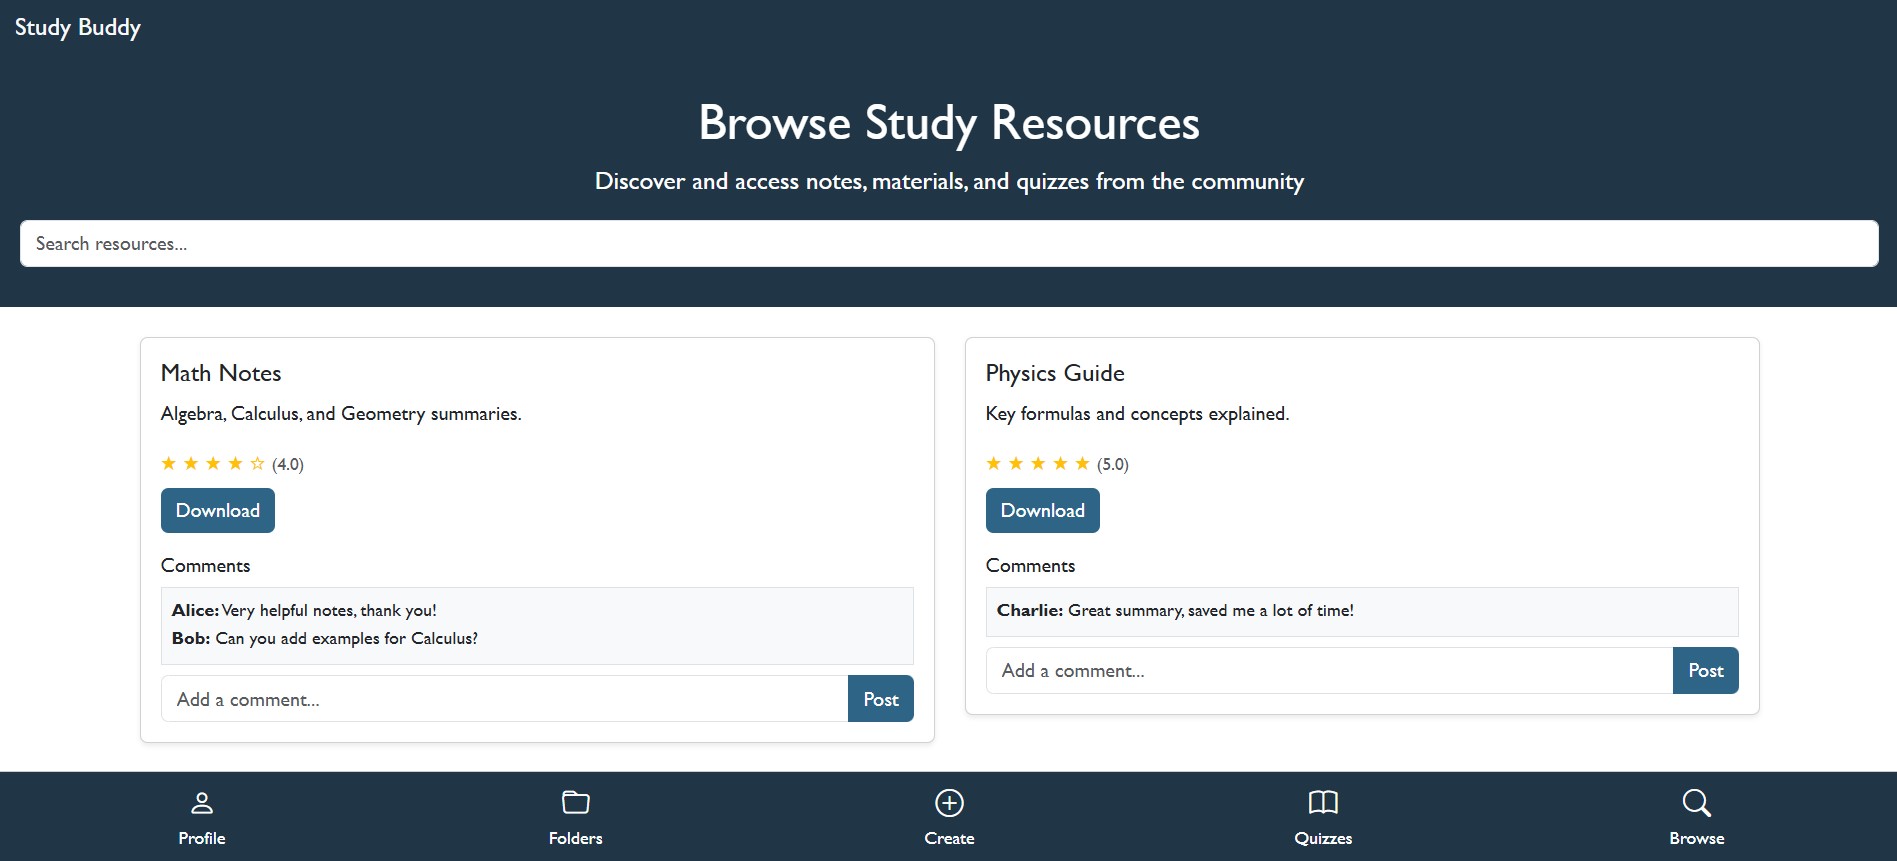 Study Buddy
Browse Study Resources
Discover and access notes, materials, and quizzes from the community
Search resources...
Math Notes
Algebra, Calculus, and Geometry summaries.
★ ★ ★ ★ ☆ (4.0)
Download
Comments
Alice: Very helpful notes, thank you!
Bob: Can you add examples for Calculus?
Add a comment...
Post
Physics Guide
Key formulas and concepts explained.
★ ★ ★ ★ ★ (5.0)
Download
Comments
Charlie: Great summary, saved me a lot of time!
Add a comment...
Post
Profile
Folders
Create
Quizzes
Browse